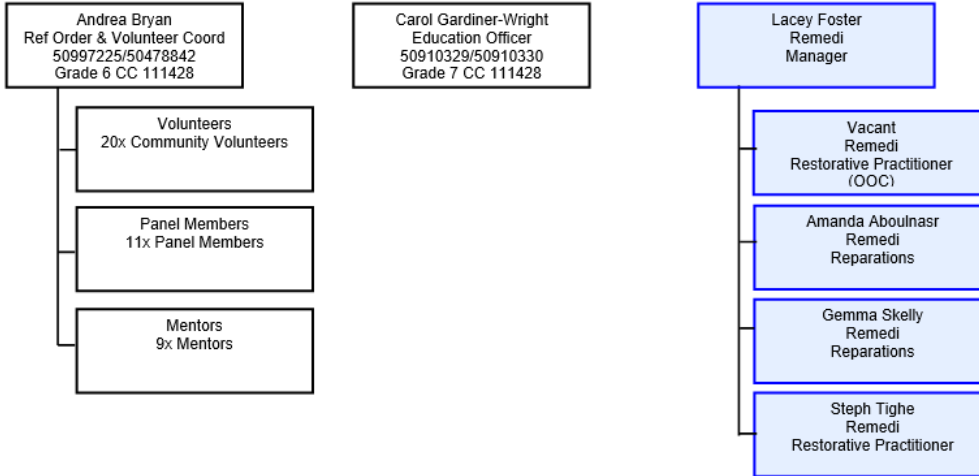 Andrea Bryan
Ref Order & Volunteer Coord
50997225/50478842
Grade 6 CC 111428
Volunteers
20x Community Volunteers
Panel Members
11x Panel Members
Mentors
9x Mentors
Carol Gardiner-Wright
Education Officer
50910329/50910330
Grade 7 CC 111428
Lacey Foster
Remedi
Manager
Vacant
Remedi
Restorative Practitioner
(OOC)
Amanda Aboulnasr
Remedi
Reparations
Gemma Skelly
Remedi
Reparations
Steph Tighe
Remedi
Restorative Practitioner